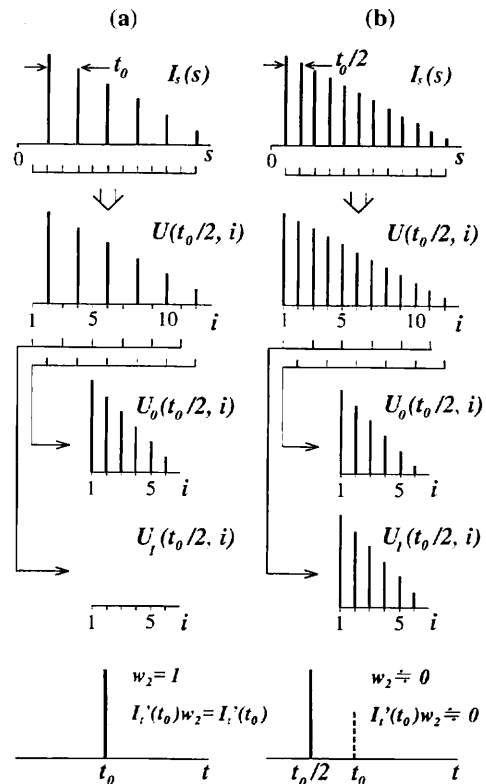 (a)
t₀
Iₛ(s)
0
s
U(t₀/2, i)
1
5
10
i
U₀(t₀/2, i)
1
5
i
U₁(t₀/2, i)
1
5
i
w₂= 1
Iₜ'(t₀)w₂= Iₜ'(t₀)
t₀
t
(b)
t₀/2
Iₛ(s)
0
s
U(t₀/2, i)
1
5
10
i
U₀(t₀/2, i)
1
5
i
U₁(t₀/2, i)
1
5
i
w₂≒ 0
Iₜ'(t₀)w₂≒ 0
t₀/2
t₀
t